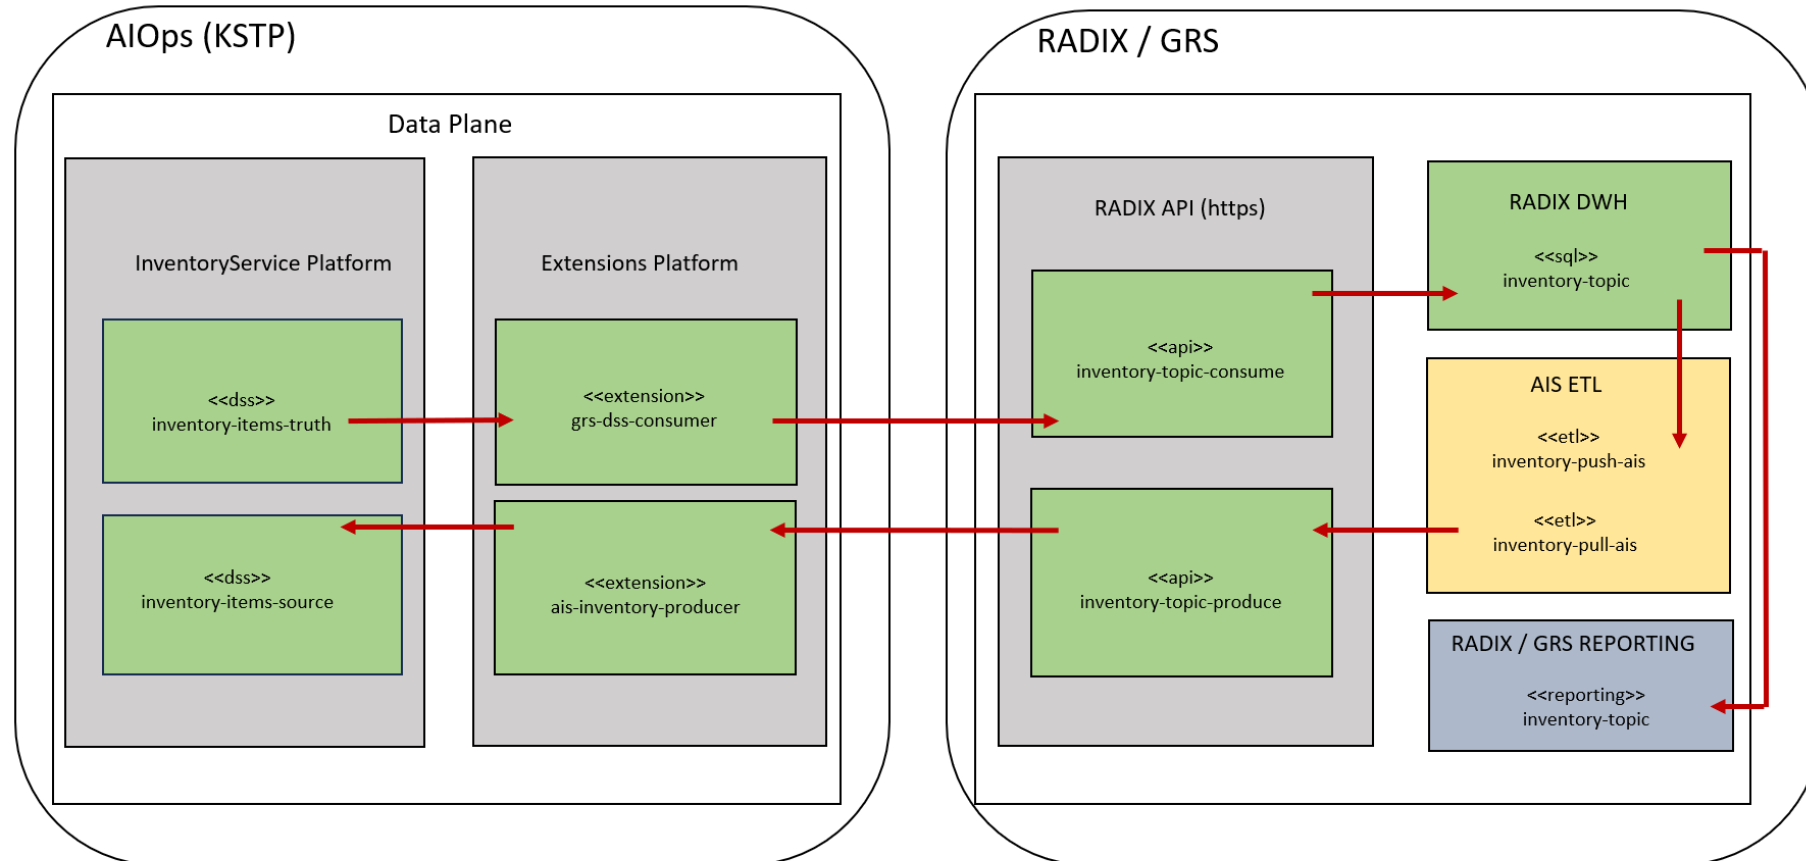 AIOps (KSTP)
Data Plane
InventoryService Platform
<<dss>>
inventory-items-truth
<<dss>>
inventory-items-source
Extensions Platform
<<extension>>
grs-dss-consumer
<<extension>>
ais-inventory-producer
RADIX / GRS
RADIX API (https)
<<api>>
inventory-topic-consume
<<api>>
inventory-topic-produce
RADIX DWH
<<sql>>
inventory-topic
AIS ETL
<<etl>>
inventory-push-ais
<<etl>>
inventory-pull-ais
RADIX / GRS REPORTING
<<reporting>>
inventory-topic